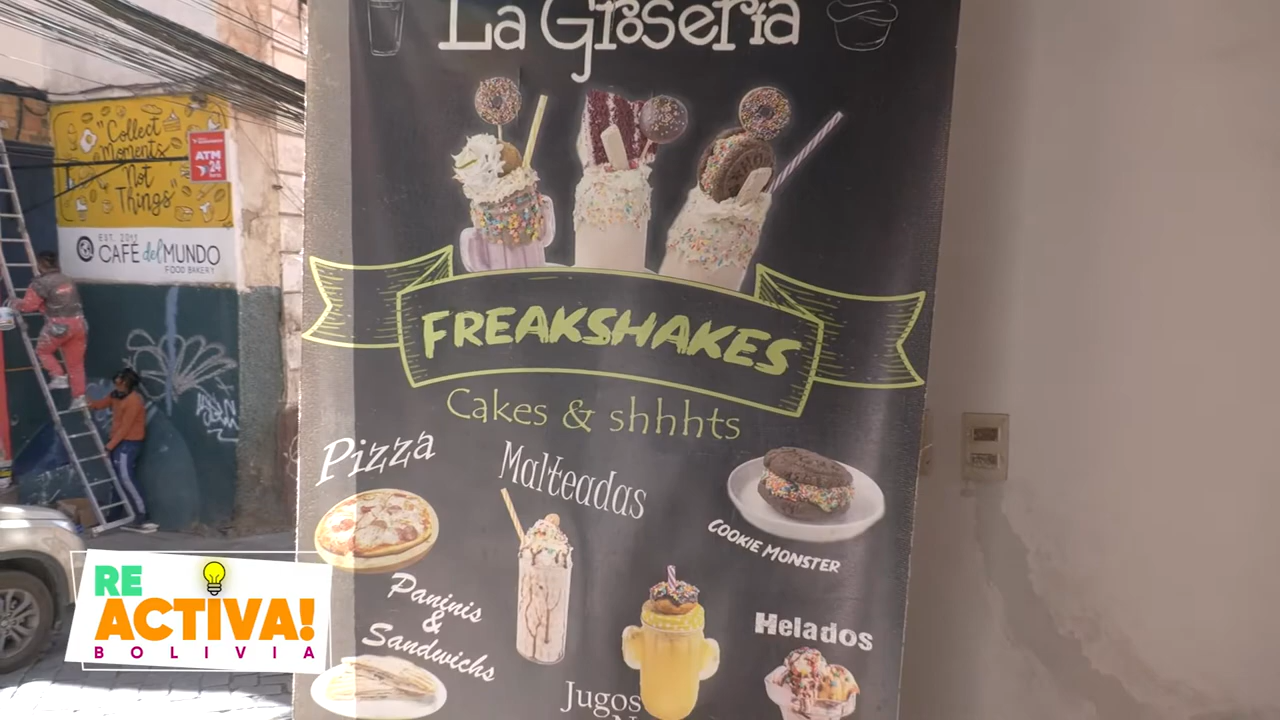 La Groseria
"Collect
Moments
Not
Things"
ATM
24
EST. 2015
CAFÉ del MUNDO
FOOD BAKERY
FREAKSHAKES
Cakes & shhhts
Pizza
Malteadas
COOKIE MONSTER
Paninis
&
Sandwichs
Helados
Jugos
RE
ACTIVA!
BOLIVIA